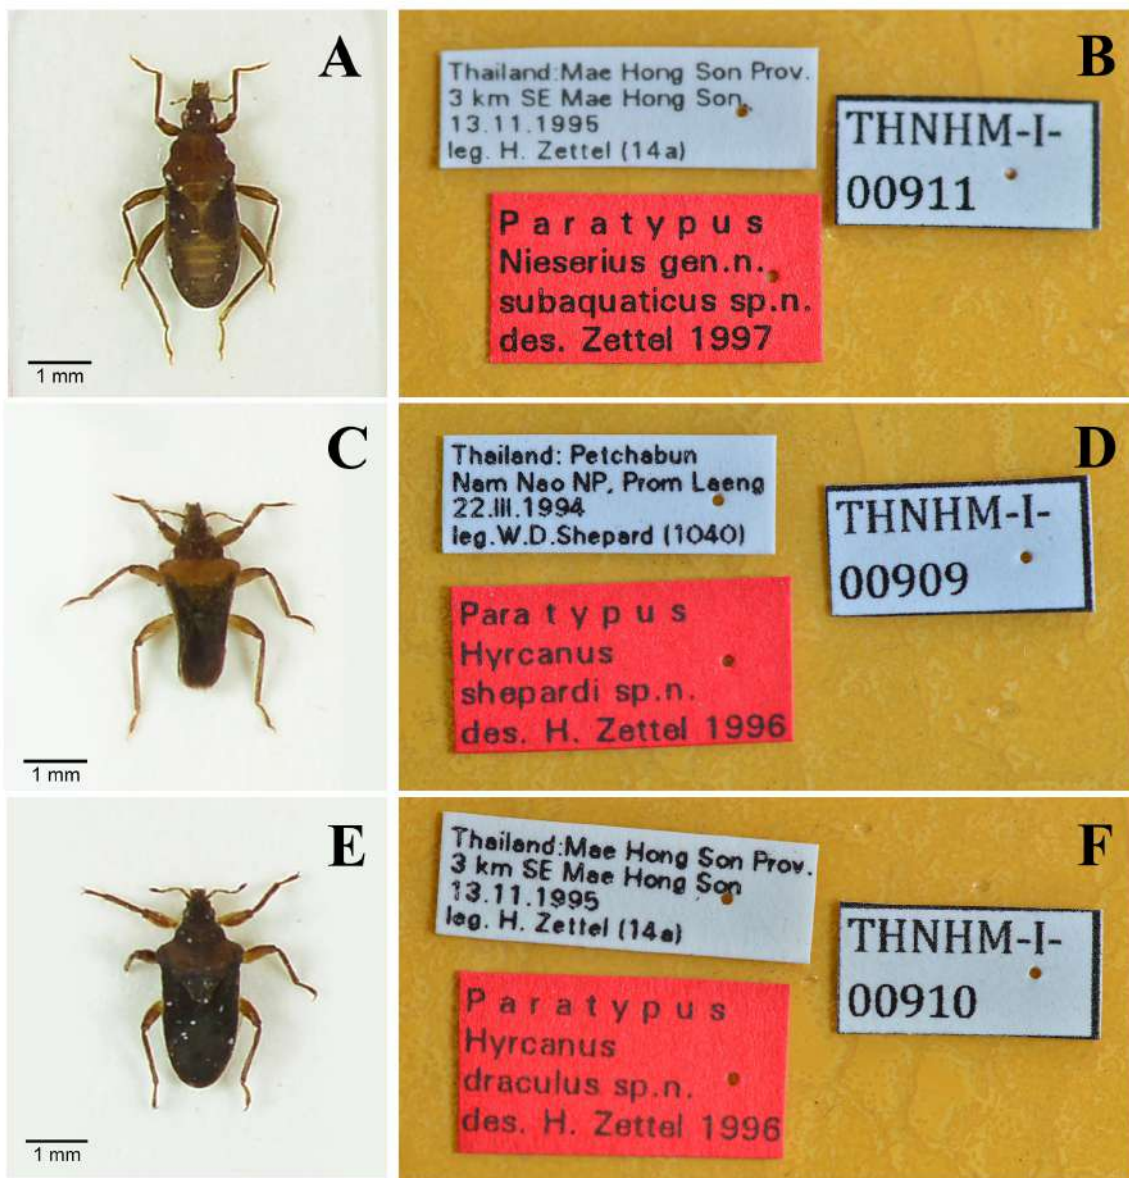 A
1 mm
B
Thailand:Mae Hong Son Prov.
3 km SE Mae Hong Son
13.11.1995
leg. H. Zettel (14a)
THNHM-I-
00911
Paratypus
Nieserius gen.n.
subaquaticus sp.n.
des. Zettel 1997
C
1 mm
D
Thailand: Petchabun
Nam Nao NP, Prom Laeng
22.III.1994
leg.W.D.Shepard (1040)
THNHM-I-
00909
Paratypus
Hyrcanus
shepardi sp.n.
des. H. Zettel 1996
E
1 mm
F
Thailand:Mae Hong Son Prov.
3 km SE Mae Hong Son
13.11.1995
leg. H. Zettel (14a)
THNHM-I-
00910
Paratypus
Hyrcanus
draculus sp.n.
des. H. Zettel 1996